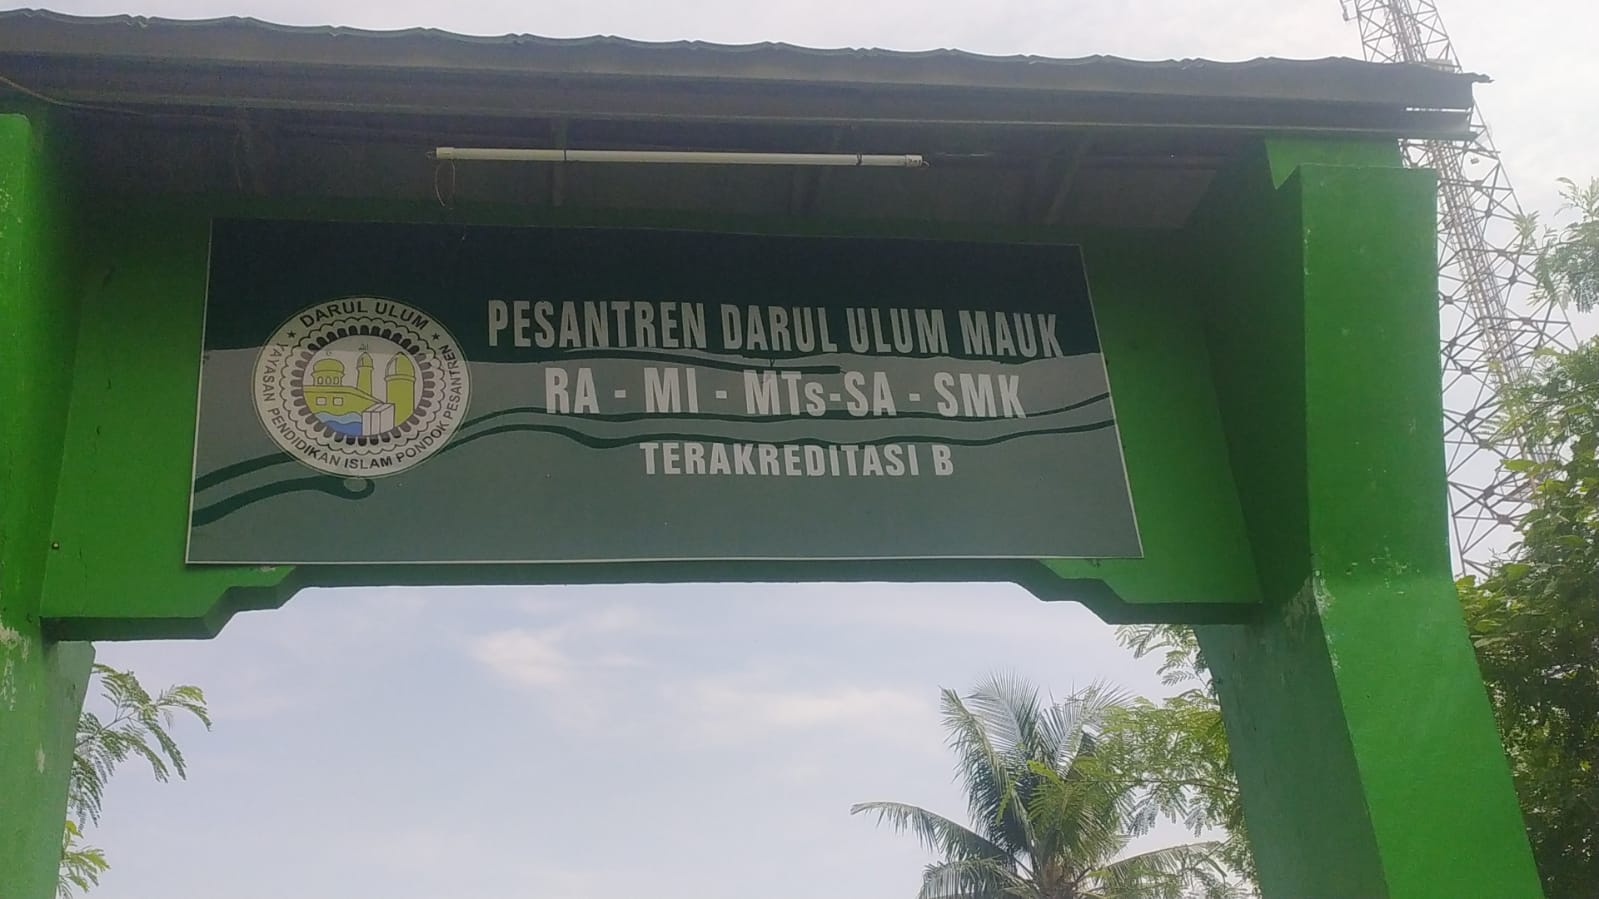 DARUL ULUM
YAYASAN PENDIDIKAN ISLAM PONDOK PESANTREN
PESANTREN DARUL ULUM MAUK
RA - MI - MTs-SA - SMK
TERAKREDITASI B